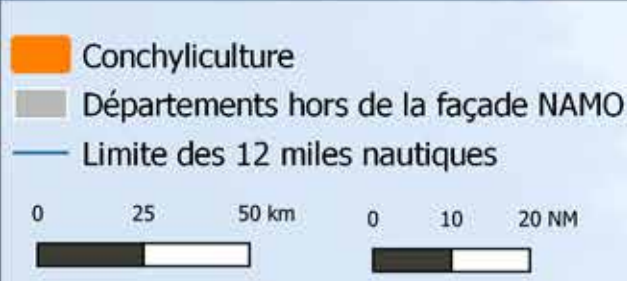 Conchyliculture
Départements hors de la façade NAMO
Limite des 12 miles nautiques
0 25 50 km 0 10 20 NM